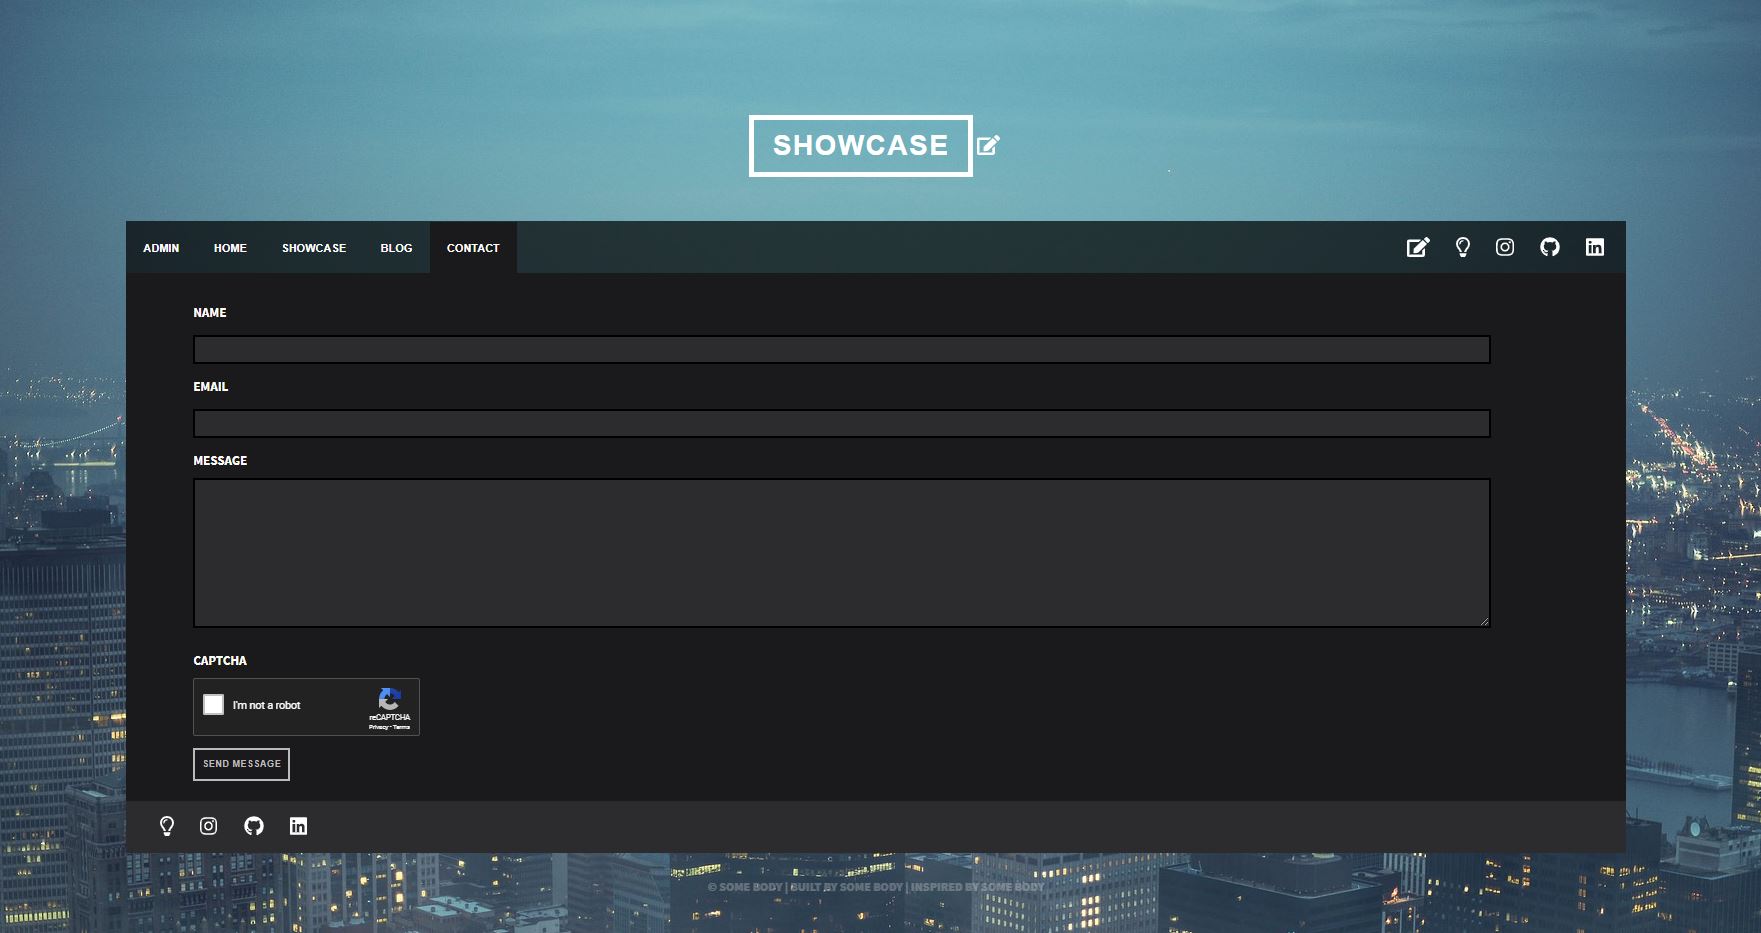 SHOWCASE
ADMIN HOME SHOWCASE BLOG CONTACT
NAME
EMAIL
MESSAGE
CAPTCHA
I'm not a robot
reCAPTCHA
Privacy - Terms
SEND MESSAGE
© SOME BODY | BUILT BY SOME BODY | INSPIRED BY SOME BODY